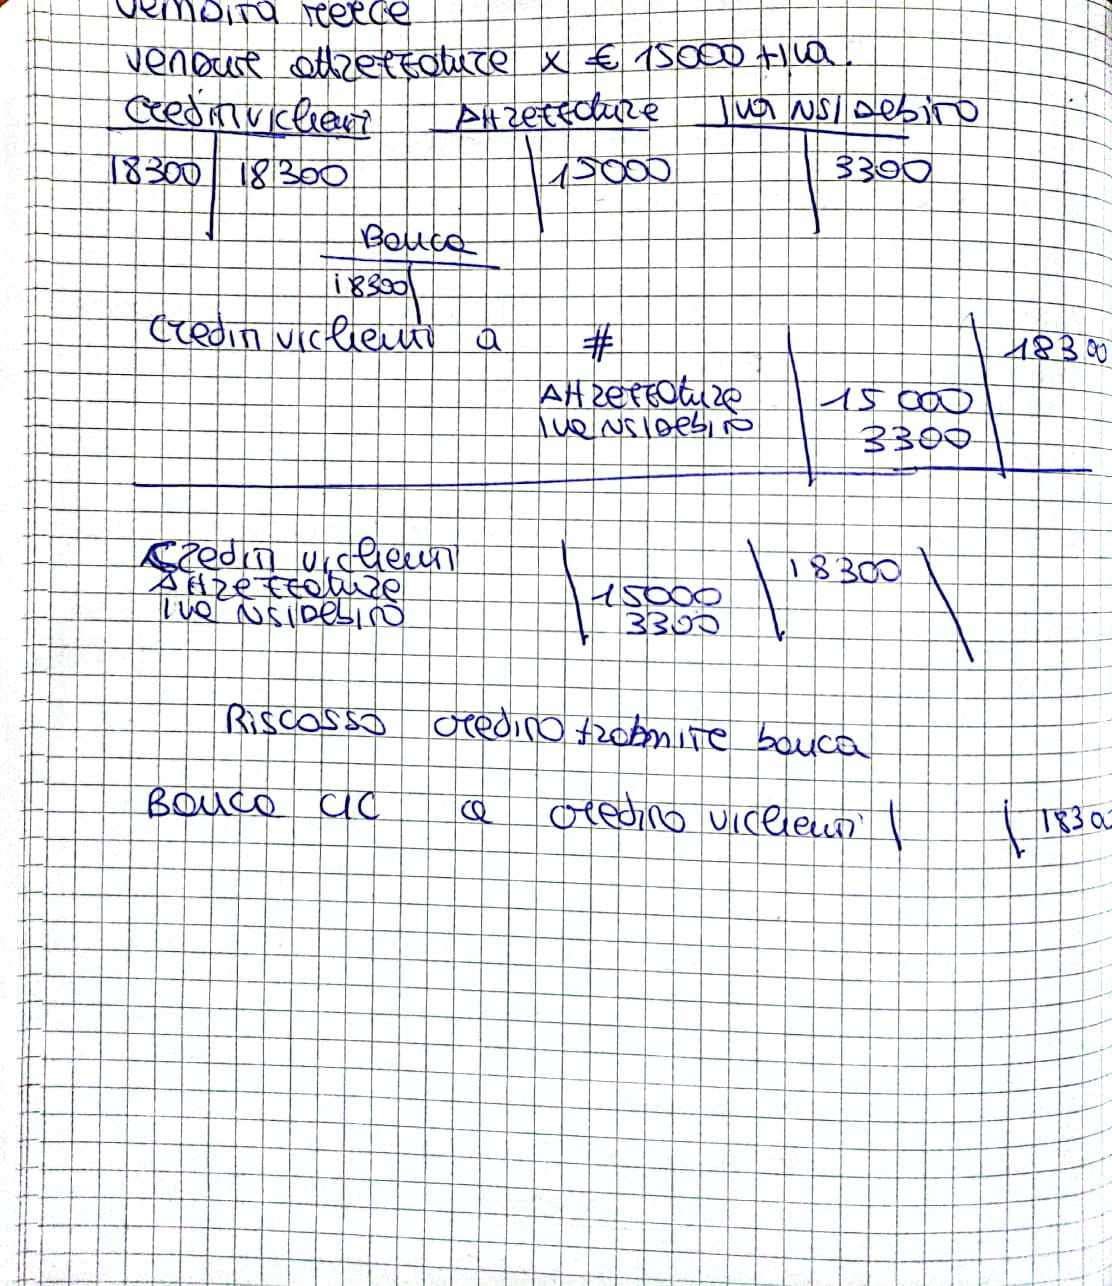 Vendita merce
vendute attrezzature x € 15000 + iva.
Crediti v/clienti Attrezzature Iva NS/Debito
18300 18300 15000 3300
Banca
18300
Crediti v/clienti a # 18300
Attrezzature 15 000
Iva NS/Debito 3300
Crediti v/clienti 18300
Attrezzature 15000
Iva NS/Debito 3300
Riscosso credito tramite banca
Banca c/c a credito v/clienti